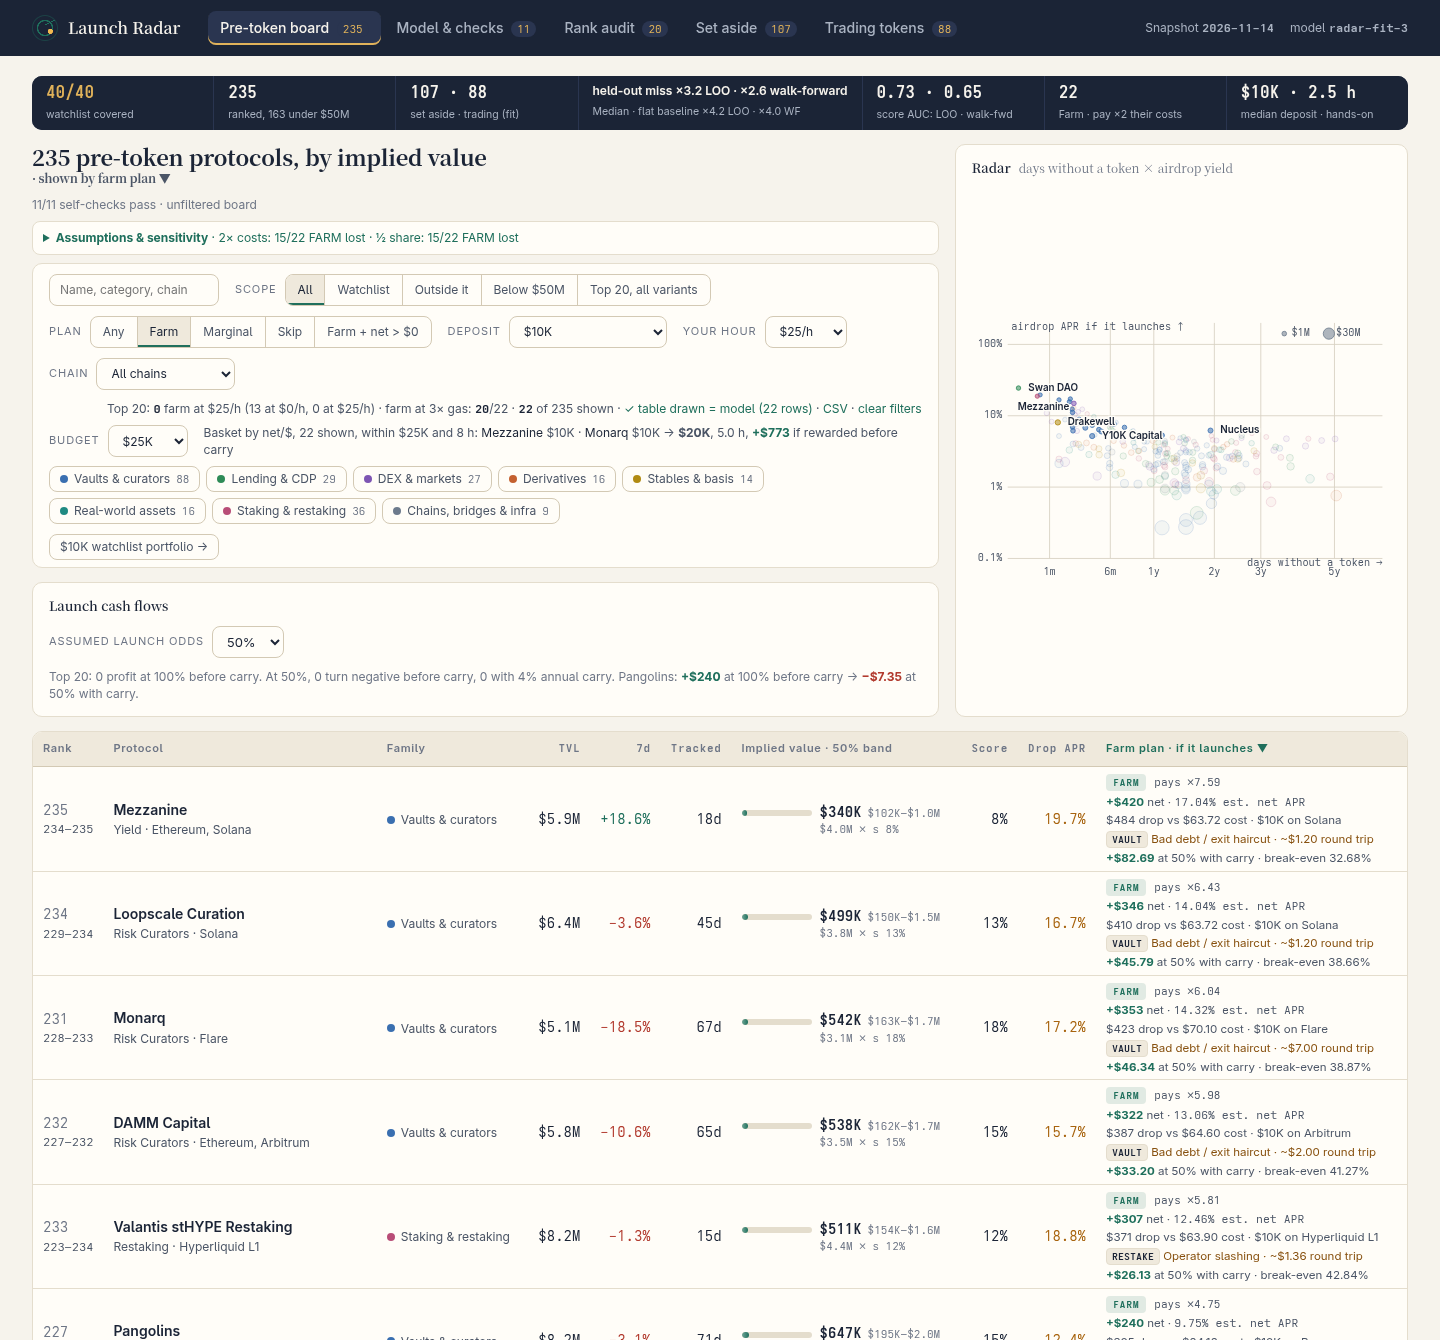 Launch Radar
Pre-token board 235
Model & checks 11
Rank audit 20
Set aside 107
Trading tokens 88
Snapshot 2026-11-14 model radar-fit-3
40/40
watchlist covered
235
ranked, 163 under $50M
107 · 88
set aside · trading (fit)
held-out miss ×3.2 LOO · ×2.6 walk-forward
Median · flat baseline ×4.2 LOO · ×4.0 WF
0.73 · 0.65
score AUC: LOO · walk-fwd
22
Farm · pay ×2 their costs
$10K · 2.5 h
median deposit · hands-on
235 pre-token protocols, by implied value
· shown by farm plan ▼
11/11 self-checks pass · unfiltered board
▶ Assumptions & sensitivity · 2× costs: 15/22 FARM lost · ½ share: 15/22 FARM lost
Name, category, chain
SCOPE All Watchlist Outside it Below $50M Top 20, all variants
PLAN Any Farm Marginal Skip Farm + net > $0 DEPOSIT $10K YOUR HOUR $25/h
CHAIN All chains
Top 20: 0 farm at $25/h (13 at $0/h, 0 at $25/h) · farm at 3× gas: 20/22 · 22 of 235 shown · ✓ table drawn = model (22 rows) · CSV · clear filters
BUDGET $25K Basket by net/$, 22 shown, within $25K and 8 h: Mezzanine $10K · Monarq $10K → $20K, 5.0 h, +$773 if rewarded before
carry
Vaults & curators 88
Lending & CDP 29
DEX & markets 27
Derivatives 16
Stables & basis 14
Real-world assets 16
Staking & restaking 36
Chains, bridges & infra 9
$10K watchlist portfolio →
Launch cash flows
ASSUMED LAUNCH ODDS 50%
Top 20: 0 profit at 100% before carry. At 50%, 0 turn negative before carry, 0 with 4% annual carry. Pangolins: +$240 at 100% before carry → −$7.35 at
50% with carry.
Radar days without a token × airdrop yield
airdrop APR if it launches ↑
$1M $30M
100%
10%
1%
0.1%
Swan DAO
Mezzanine
Drakewell
Y10K Capital
Nucleus
days without a token →
1m 6m 1y 2y 3y 5y
Rank Protocol Family TVL 7d Tracked Implied value · 50% band Score Drop APR Farm plan · if it launches ▼
235
234–235
Mezzanine
Yield · Ethereum, Solana
Vaults & curators
$5.9M +18.6% 18d
$340K $102K–$1.0M
$4.0M × s 8%
8% 19.7%
FARM pays ×7.59
+$420 net · 17.04% est. net APR
$484 drop vs $63.72 cost · $10K on Solana
VAULT Bad debt / exit haircut · ~$1.20 round trip
+$82.69 at 50% with carry · break-even 32.68%
234
229–234
Loopscale Curation
Risk Curators · Solana
Vaults & curators
$6.4M −3.6% 45d
$499K $150K–$1.5M
$3.8M × s 13%
13% 16.7%
FARM pays ×6.43
+$346 net · 14.04% est. net APR
$410 drop vs $63.72 cost · $10K on Solana
VAULT Bad debt / exit haircut · ~$1.20 round trip
+$45.79 at 50% with carry · break-even 38.66%
231
228–233
Monarq
Risk Curators · Flare
Vaults & curators
$5.1M −18.5% 67d
$542K $163K–$1.7M
$3.1M × s 18%
18% 17.2%
FARM pays ×6.04
+$353 net · 14.32% est. net APR
$423 drop vs $70.10 cost · $10K on Flare
VAULT Bad debt / exit haircut · ~$7.00 round trip
+$46.34 at 50% with carry · break-even 38.87%
232
227–232
DAMM Capital
Risk Curators · Ethereum, Arbitrum
Vaults & curators
$5.8M −10.6% 65d
$538K $162K–$1.7M
$3.5M × s 15%
15% 15.7%
FARM pays ×5.98
+$322 net · 13.06% est. net APR
$387 drop vs $64.60 cost · $10K on Arbitrum
VAULT Bad debt / exit haircut · ~$2.00 round trip
+$33.20 at 50% with carry · break-even 41.27%
233
223–234
Valantis stHYPE Restaking
Restaking · Hyperliquid L1
Staking & restaking
$8.2M −1.3% 15d
$511K $154K–$1.6M
$4.4M × s 12%
12% 18.8%
FARM pays ×5.81
+$307 net · 12.46% est. net APR
$371 drop vs $63.90 cost · $10K on Hyperliquid L1
RESTAKE Operator slashing · ~$1.36 round trip
+$26.13 at 50% with carry · break-even 42.84%
227
Pangolins
$647K $195K–$2.0M
FARM pays ×4.75
+$240 net · 9.75% est. net APR